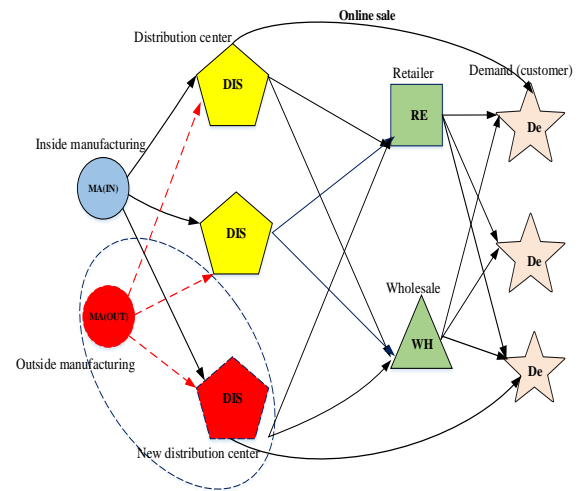 Online sale
Distribution center
DIS
Retailer
RE
Demand (customer)
De
Inside manufacturing
MA(IN)
DIS
De
Wholesale
WH
MA(OUT)
Outside manufacturing
DIS
De
New distribution center